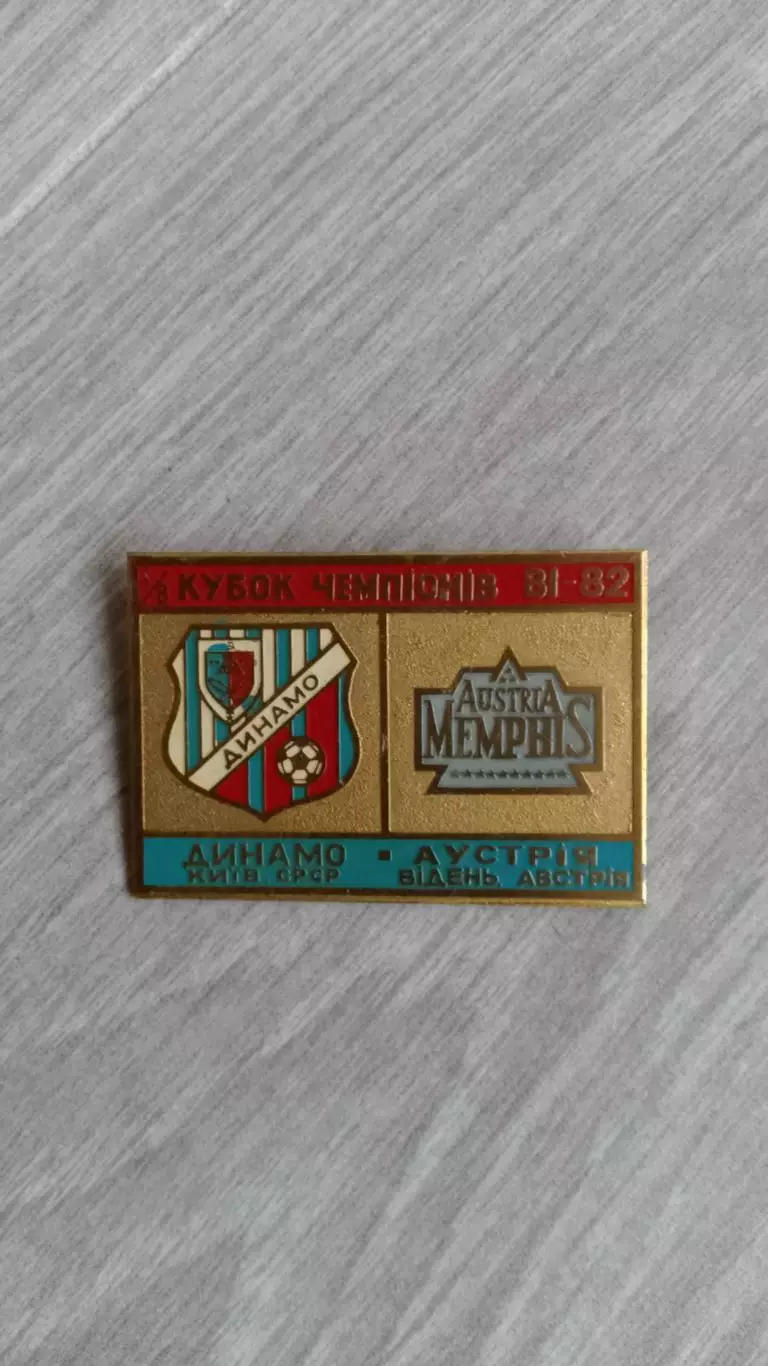 1/8 КУБОК ЧЕМПІОНІВ 81-82
ДИНАМО
AUSTRIA
MEMPHIS
ДИНАМО · АУСТРІЯ
КИЇВ, СРСР ВІДЕНЬ, АВСТРІЯ